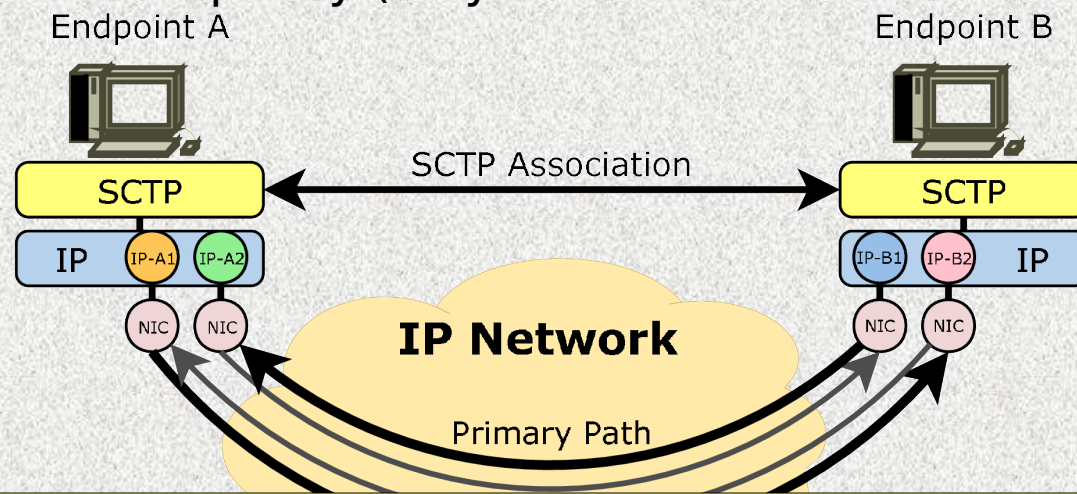 Endpoint A
Endpoint B
SCTP Association
SCTP
SCTP
IP
IP-A1
IP-A2
IP-B1
IP-B2
IP
NIC
NIC
NIC
NIC
IP Network
Primary Path